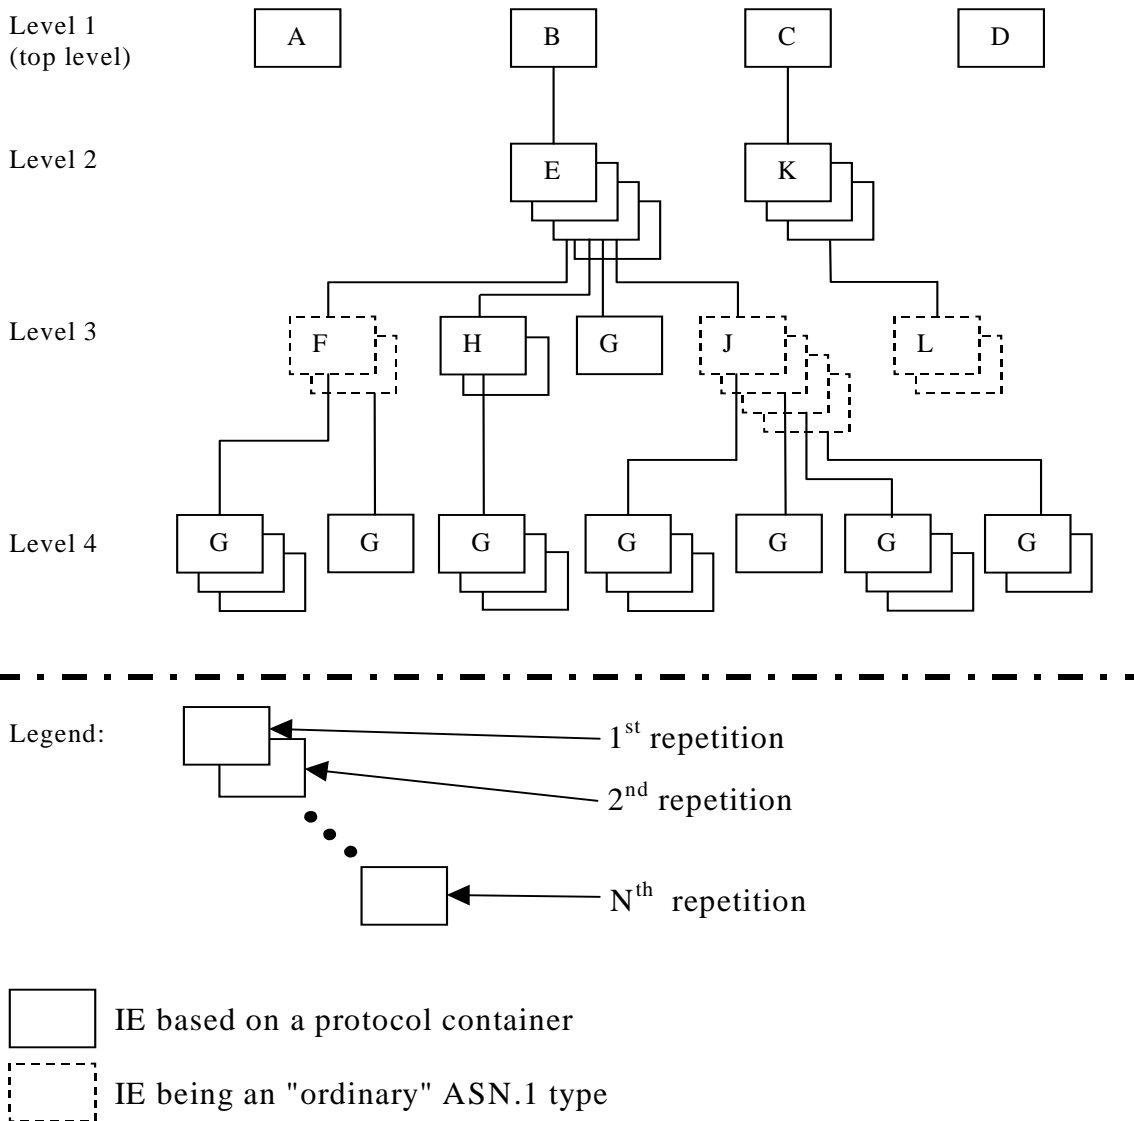 Level 1
(top level)
A
B
C
D
Level 2
E
K
Level 3
F
H
G
J
L
Level 4
G
G
G
G
G
G
G
Legend:
1st repetition
2nd repetition
Nth repetition
IE based on a protocol container
IE being an "ordinary" ASN.1 type